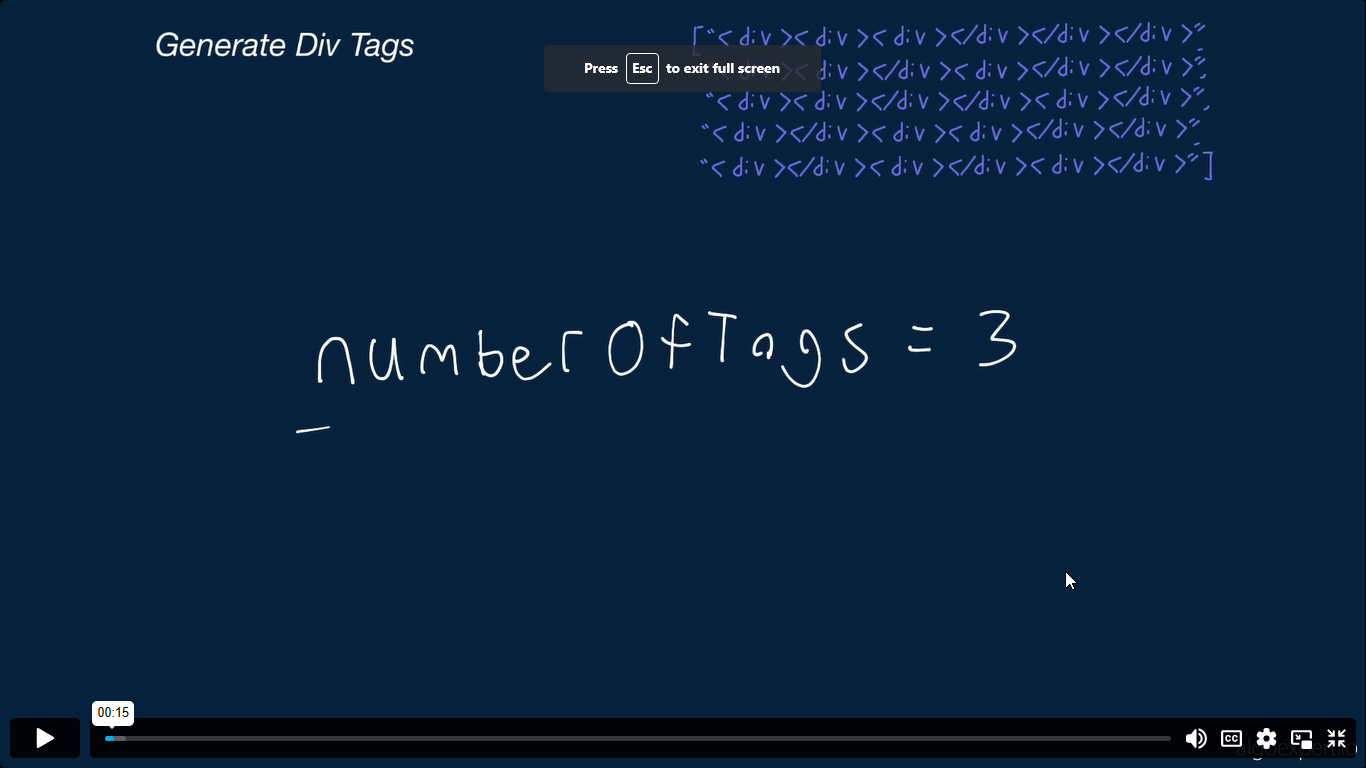 Generate Div Tags
["<div><div><div></div></div></div>",
Press Esc to exit full screen
div></div><div></div></div>",
"<div><div></div></div><div></div>",
"<div></div><div><div></div></div>",
"<div></div><div></div><div></div>"]
numberOfTags = 3
00:15
CC